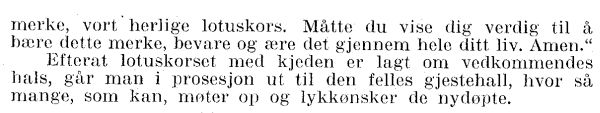 merke, vort herlige lotuskors. Måtte du vise dig verdig til å
bære dette merke, bevare og ære det gjennem hele ditt liv. Amen.“
Efterat lotuskorset med kjeden er lagt om vedkommendes
hals, går man i prosesjon ut til den felles gjestehall, hvor så
mange, som kan, møter op og lykkønsker de nydøpte.